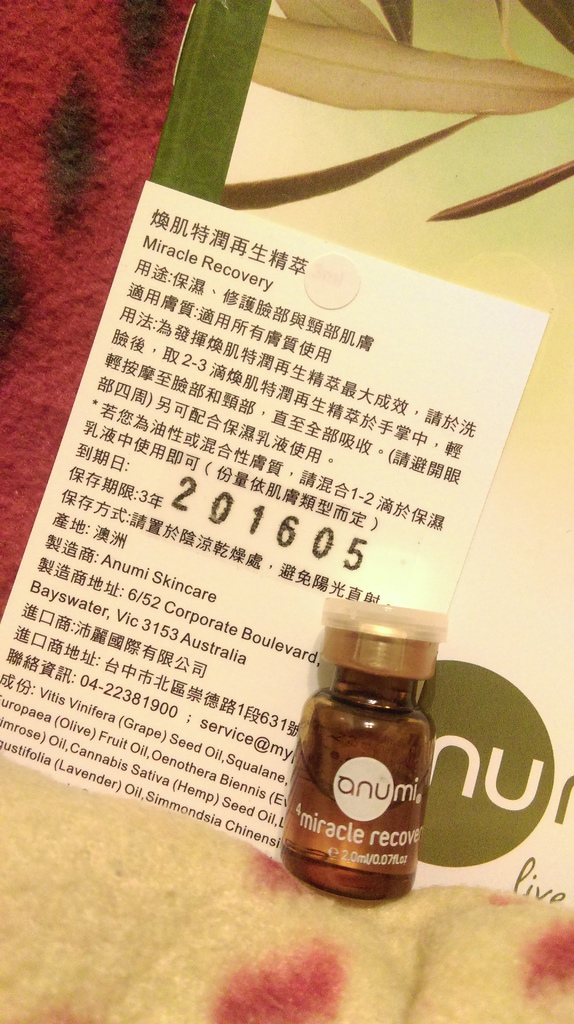 煥肌特潤再生精萃
Miracle Recovery
用途:保濕、修護臉部與頸部肌膚
適用膚質:適用所有膚質使用
用法:為發揮煥肌特潤再生精萃最大成效，請於洗
臉後，取2-3 滴煥肌特潤再生精萃於手掌中，輕
輕按摩至臉部和頸部，直至全部吸收。(請避開眼
部四周) 另可配合保濕乳液使用。
*若您為油性或混合性膚質，請混合1-2 滴於保濕
乳液中使用即可 ( 份量依肌膚類型而定 )
到期日:
201605
保存期限:3年
保存方式:請置於陰涼乾燥處，避免陽光直射
產地: 澳洲
製造商: Anumi Skincare
製造商地址: 6/52 Corporate Boulevard,
Bayswater, Vic 3153 Australia
進口商:沛麗國際有限公司
進口商地址: 台中市北區崇德路1段631號
聯絡資訊: 04-22381900 ; service@my
成份: Vitis Vinifera (Grape) Seed Oil, Squalane,
Europaea (Olive) Fruit Oil, Oenothera Biennis (Ev
imrose) Oil, Cannabis Sativa (Hemp) Seed Oil, L
gustifolia (Lavender) Oil, Simmondsia Chinensi
anumi
4 miracle recover
e 2.0ml/0.07fl.oz
anu
live